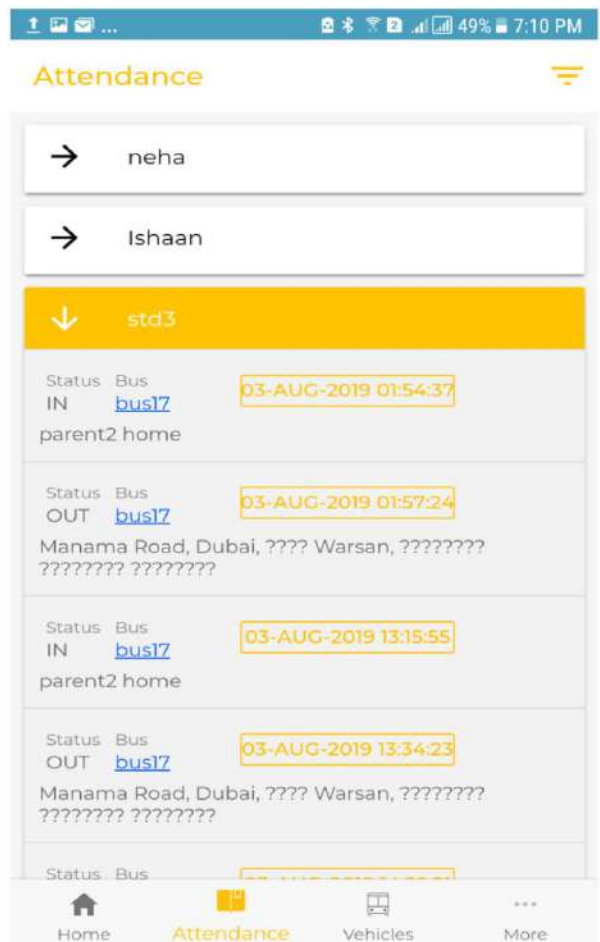 ... 2 49% 7:10 PM
Attendance
neha
Ishaan
std3
Status Bus
IN bus17 03-AUG-2019 01:54:37
parent2 home
Status Bus
OUT bus17 03-AUG-2019 01:57:24
Manama Road, Dubai, ???? Warsan, ????????
???????? ????????
Status Bus
IN bus17 03-AUG-2019 13:15:55
parent2 home
Status Bus
OUT bus17 03-AUG-2019 13:34:23
Manama Road, Dubai, ???? Warsan, ????????
???????? ????????
Status Bus
Home Attendance Vehicles More